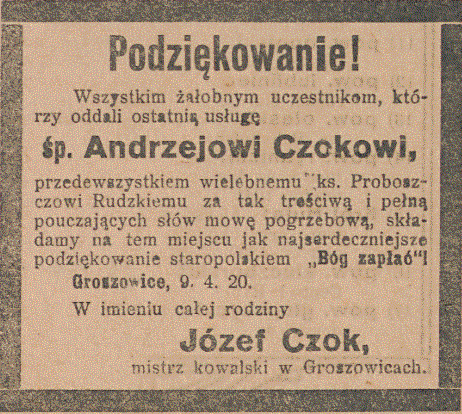 Podziękowanie!
Wszystkim żałobnym uczestnikom, któ-
rzy oddali ostatnią usługę
śp. Andrzejowi Czokowi,
przedewszystkiem wielebnemu ks. Probosz-
czowi Rudzkiemu za tak treściwą i pełną
pouczających słów mowę pogrzebową, skła-
damy na tem miejscu jak najserdeczniejsze
podziękowanie staropolskiem „Bóg zapłać"!
Groszowice, 9. 4. 20.
W imieniu całej rodziny
Józef Czok,
mistrz kowalski w Groszowicach.